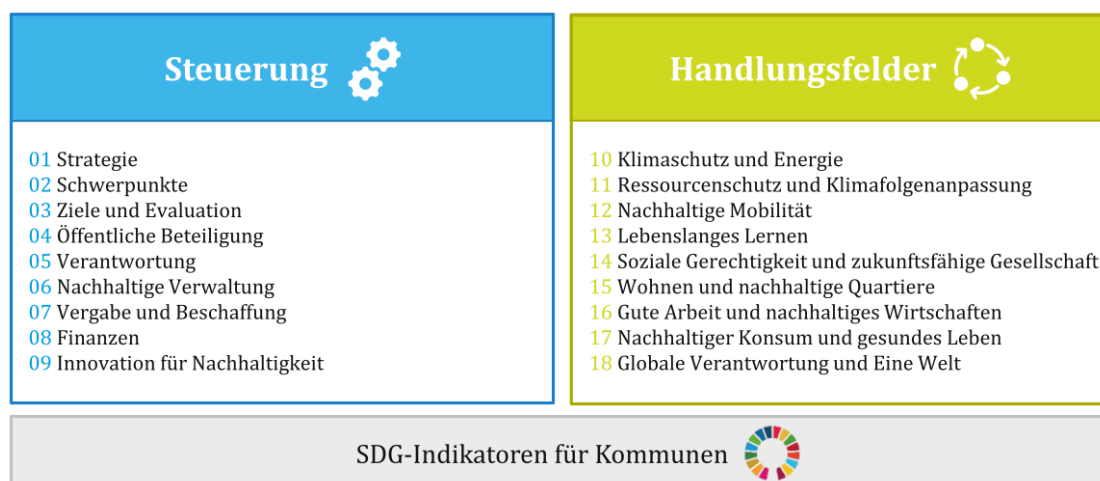 Steuerung
01 Strategie
02 Schwerpunkte
03 Ziele und Evaluation
04 Öffentliche Beteiligung
05 Verantwortung
06 Nachhaltige Verwaltung
07 Vergabe und Beschaffung
08 Finanzen
09 Innovation für Nachhaltigkeit
Handlungsfelder
10 Klimaschutz und Energie
11 Ressourcenschutz und Klimafolgenanpassung
12 Nachhaltige Mobilität
13 Lebenslanges Lernen
14 Soziale Gerechtigkeit und zukunftsfähige Gesellschaft
15 Wohnen und nachhaltige Quartiere
16 Gute Arbeit und nachhaltiges Wirtschaften
17 Nachhaltiger Konsum und gesundes Leben
18 Globale Verantwortung und Eine Welt
SDG-Indikatoren für Kommunen